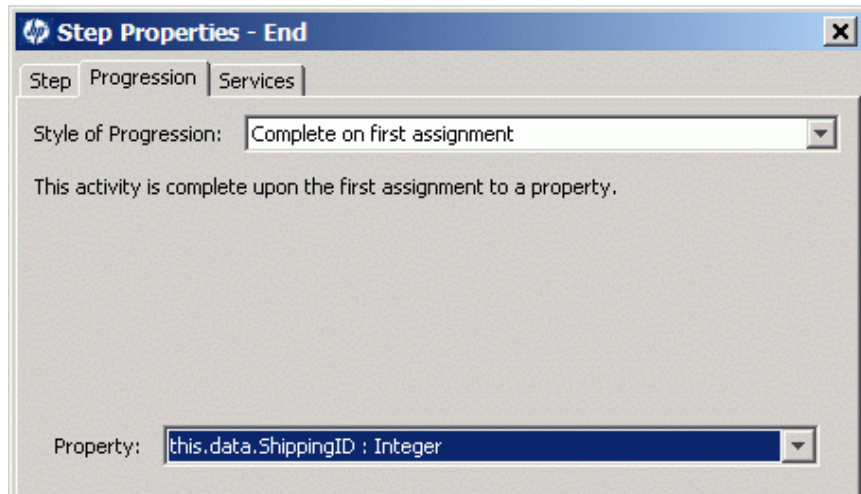 hp Step Properties - End
Step Progression Services
Style of Progression: Complete on first assignment
This activity is complete upon the first assignment to a property.
Property: this.data.ShippingID : Integer